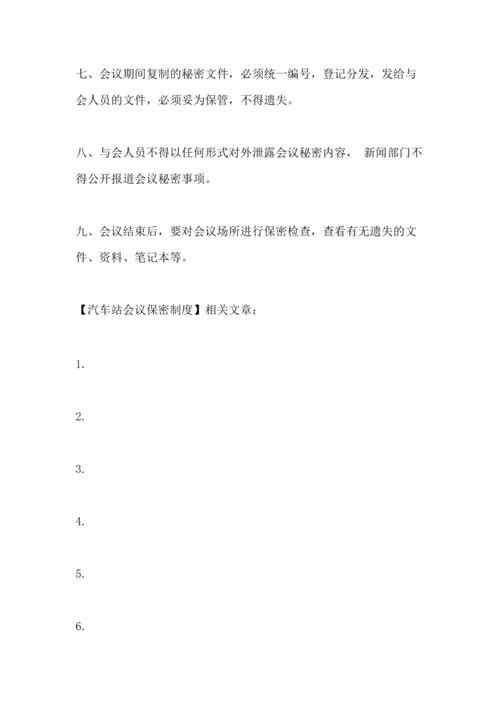 七、会议期间复制的秘密文件，必须统一编号，登记分发，发给与
会人员的文件，必须妥为保管，不得遗失。
八、与会人员不得以任何形式对外泄露会议秘密内容， 新闻部门不
得公开报道会议秘密事项。
九、会议结束后，要对会议场所进行保密检查，查看有无遗失的文
件、资料、笔记本等。
【汽车站会议保密制度】相关文章：
1.
2.
3.
4.
5.
6.